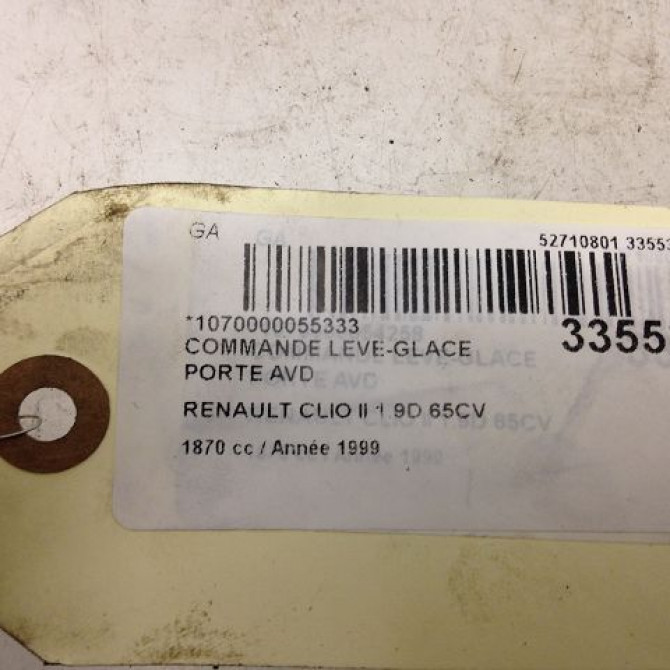 GA
52710801 33553
*1070000055333
3355
COMMANDE LEVE-GLACE
PORTE AVD
RENAULT CLIO II 1.9D 65CV
1870 cc / Année 1999